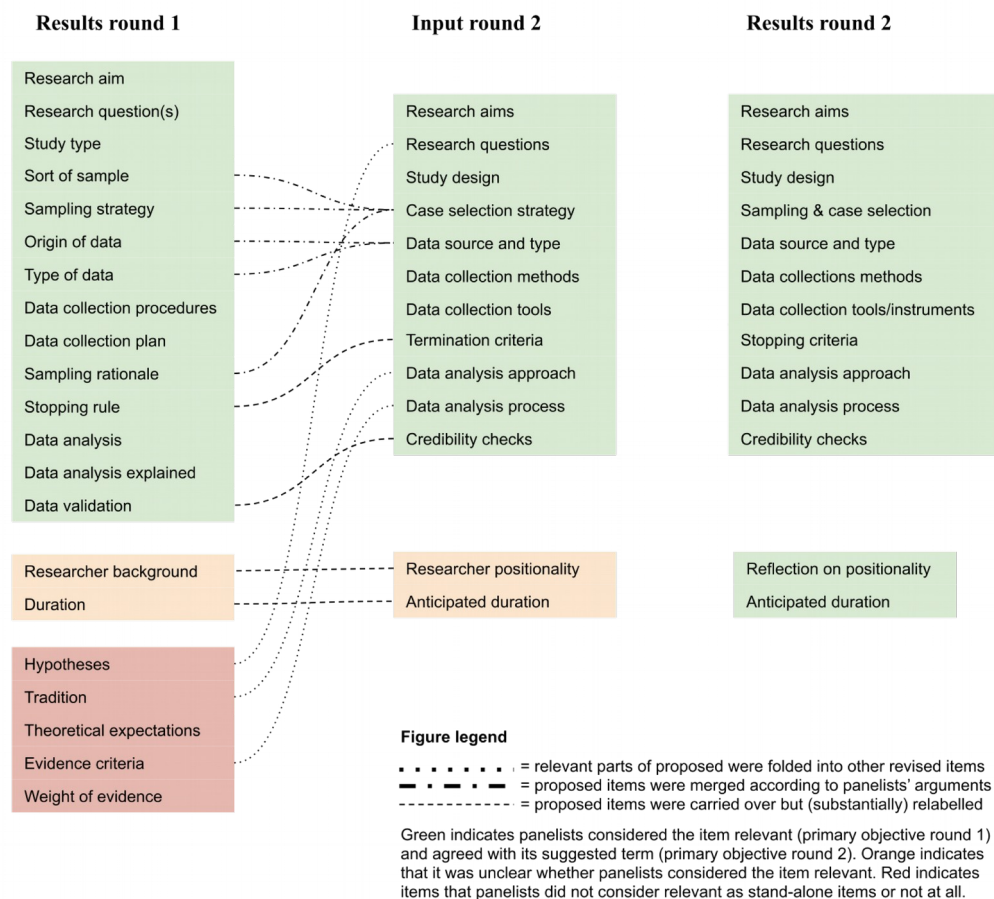 Results round 1
Input round 2
Results round 2
Research aim
Research question(s)
Study type
Sort of sample
Sampling strategy
Origin of data
Type of data
Data collection procedures
Data collection plan
Sampling rationale
Stopping rule
Data analysis
Data analysis explained
Data validation
Researcher background
Duration
Hypotheses
Tradition
Theoretical expectations
Evidence criteria
Weight of evidence
Research aims
Research questions
Study design
Case selection strategy
Data source and type
Data collection methods
Data collection tools
Termination criteria
Data analysis approach
Data analysis process
Credibility checks
Researcher positionality
Anticipated duration
Research aims
Research questions
Study design
Sampling & case selection
Data source and type
Data collections methods
Data collection tools/instruments
Stopping criteria
Data analysis approach
Data analysis process
Credibility checks
Reflection on positionality
Anticipated duration
Figure legend
= relevant parts of proposed were folded into other revised items
= proposed items were merged according to panelists' arguments
= proposed items were carried over but (substantially) relabelled
Green indicates panelists considered the item relevant (primary objective round 1)
and agreed with its suggested term (primary objective round 2). Orange indicates
that it was unclear whether panelists considered the item relevant. Red indicates
items that panelists did not consider relevant as stand-alone items or not at all.